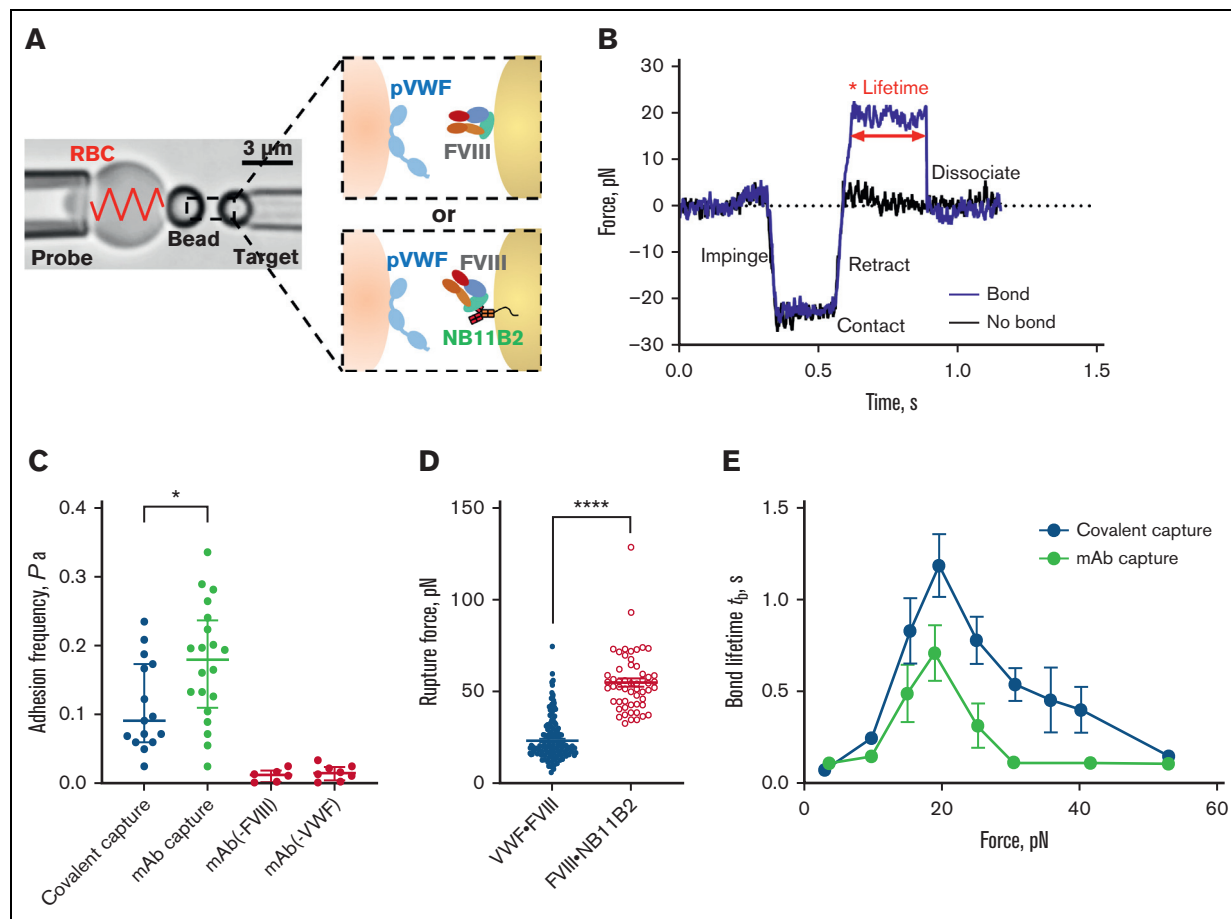 A
RBC
3 µm
Bead
Probe
Target
pVWF
FVIII
or
pVWF
FVIII
NB11B2
B
30
20
10
0
−10
−20
−30
Force, pN
* Lifetime
Dissociate
Impinge
Retract
Contact
Bond
No bond
0.0
0.5
1.0
1.5
Time, s
C
0.4
0.3
0.2
0.1
0.0
Adhesion frequency, Pa
*
Covalent capture
mAb capture
mAb(-FVIII)
mAb(-VWF)
D
150
100
50
0
Rupture force, pN
****
VWF•FVIII
FVIII•NB11B2
E
1.5
1.0
0.5
0.0
Bond lifetime tb, s
Covalent capture
mAb capture
0
20
40
60
Force, pN